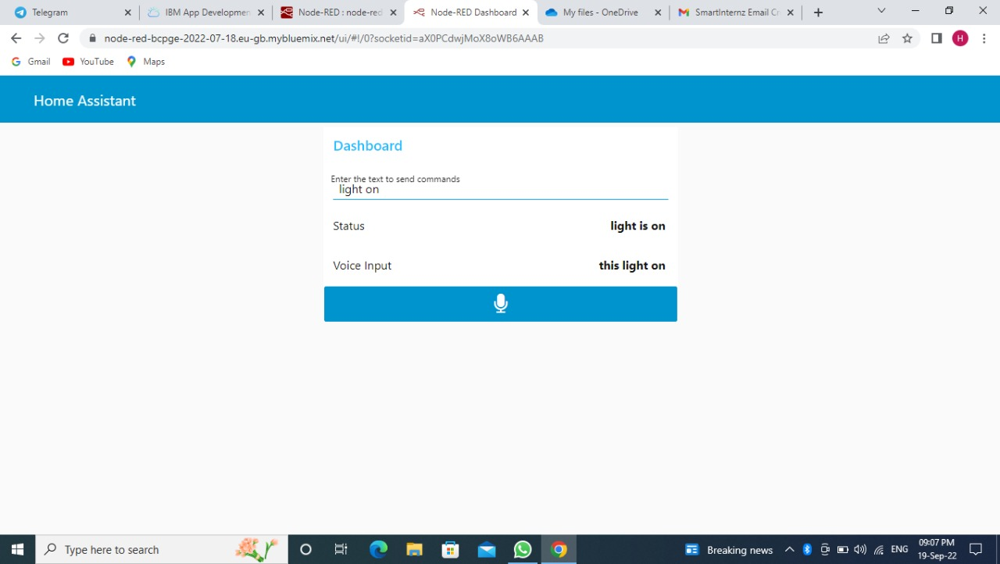 Telegram
IBM App Developmen
Node-RED : node-red
Node-RED Dashboard
My files - OneDrive
SmartInternz Email Cr
node-red-bcpge-2022-07-18.eu-gb.mybluemix.net/ui/#!/0?socketid=aX0PCdwjMoX8oWB6AAAB
H
Gmail
YouTube
Maps
Home Assistant
Dashboard
Enter the text to send commands
light on
Status
light is on
Voice Input
this light on
Type here to search
Breaking news
ENG
09:07 PM
19-Sep-22